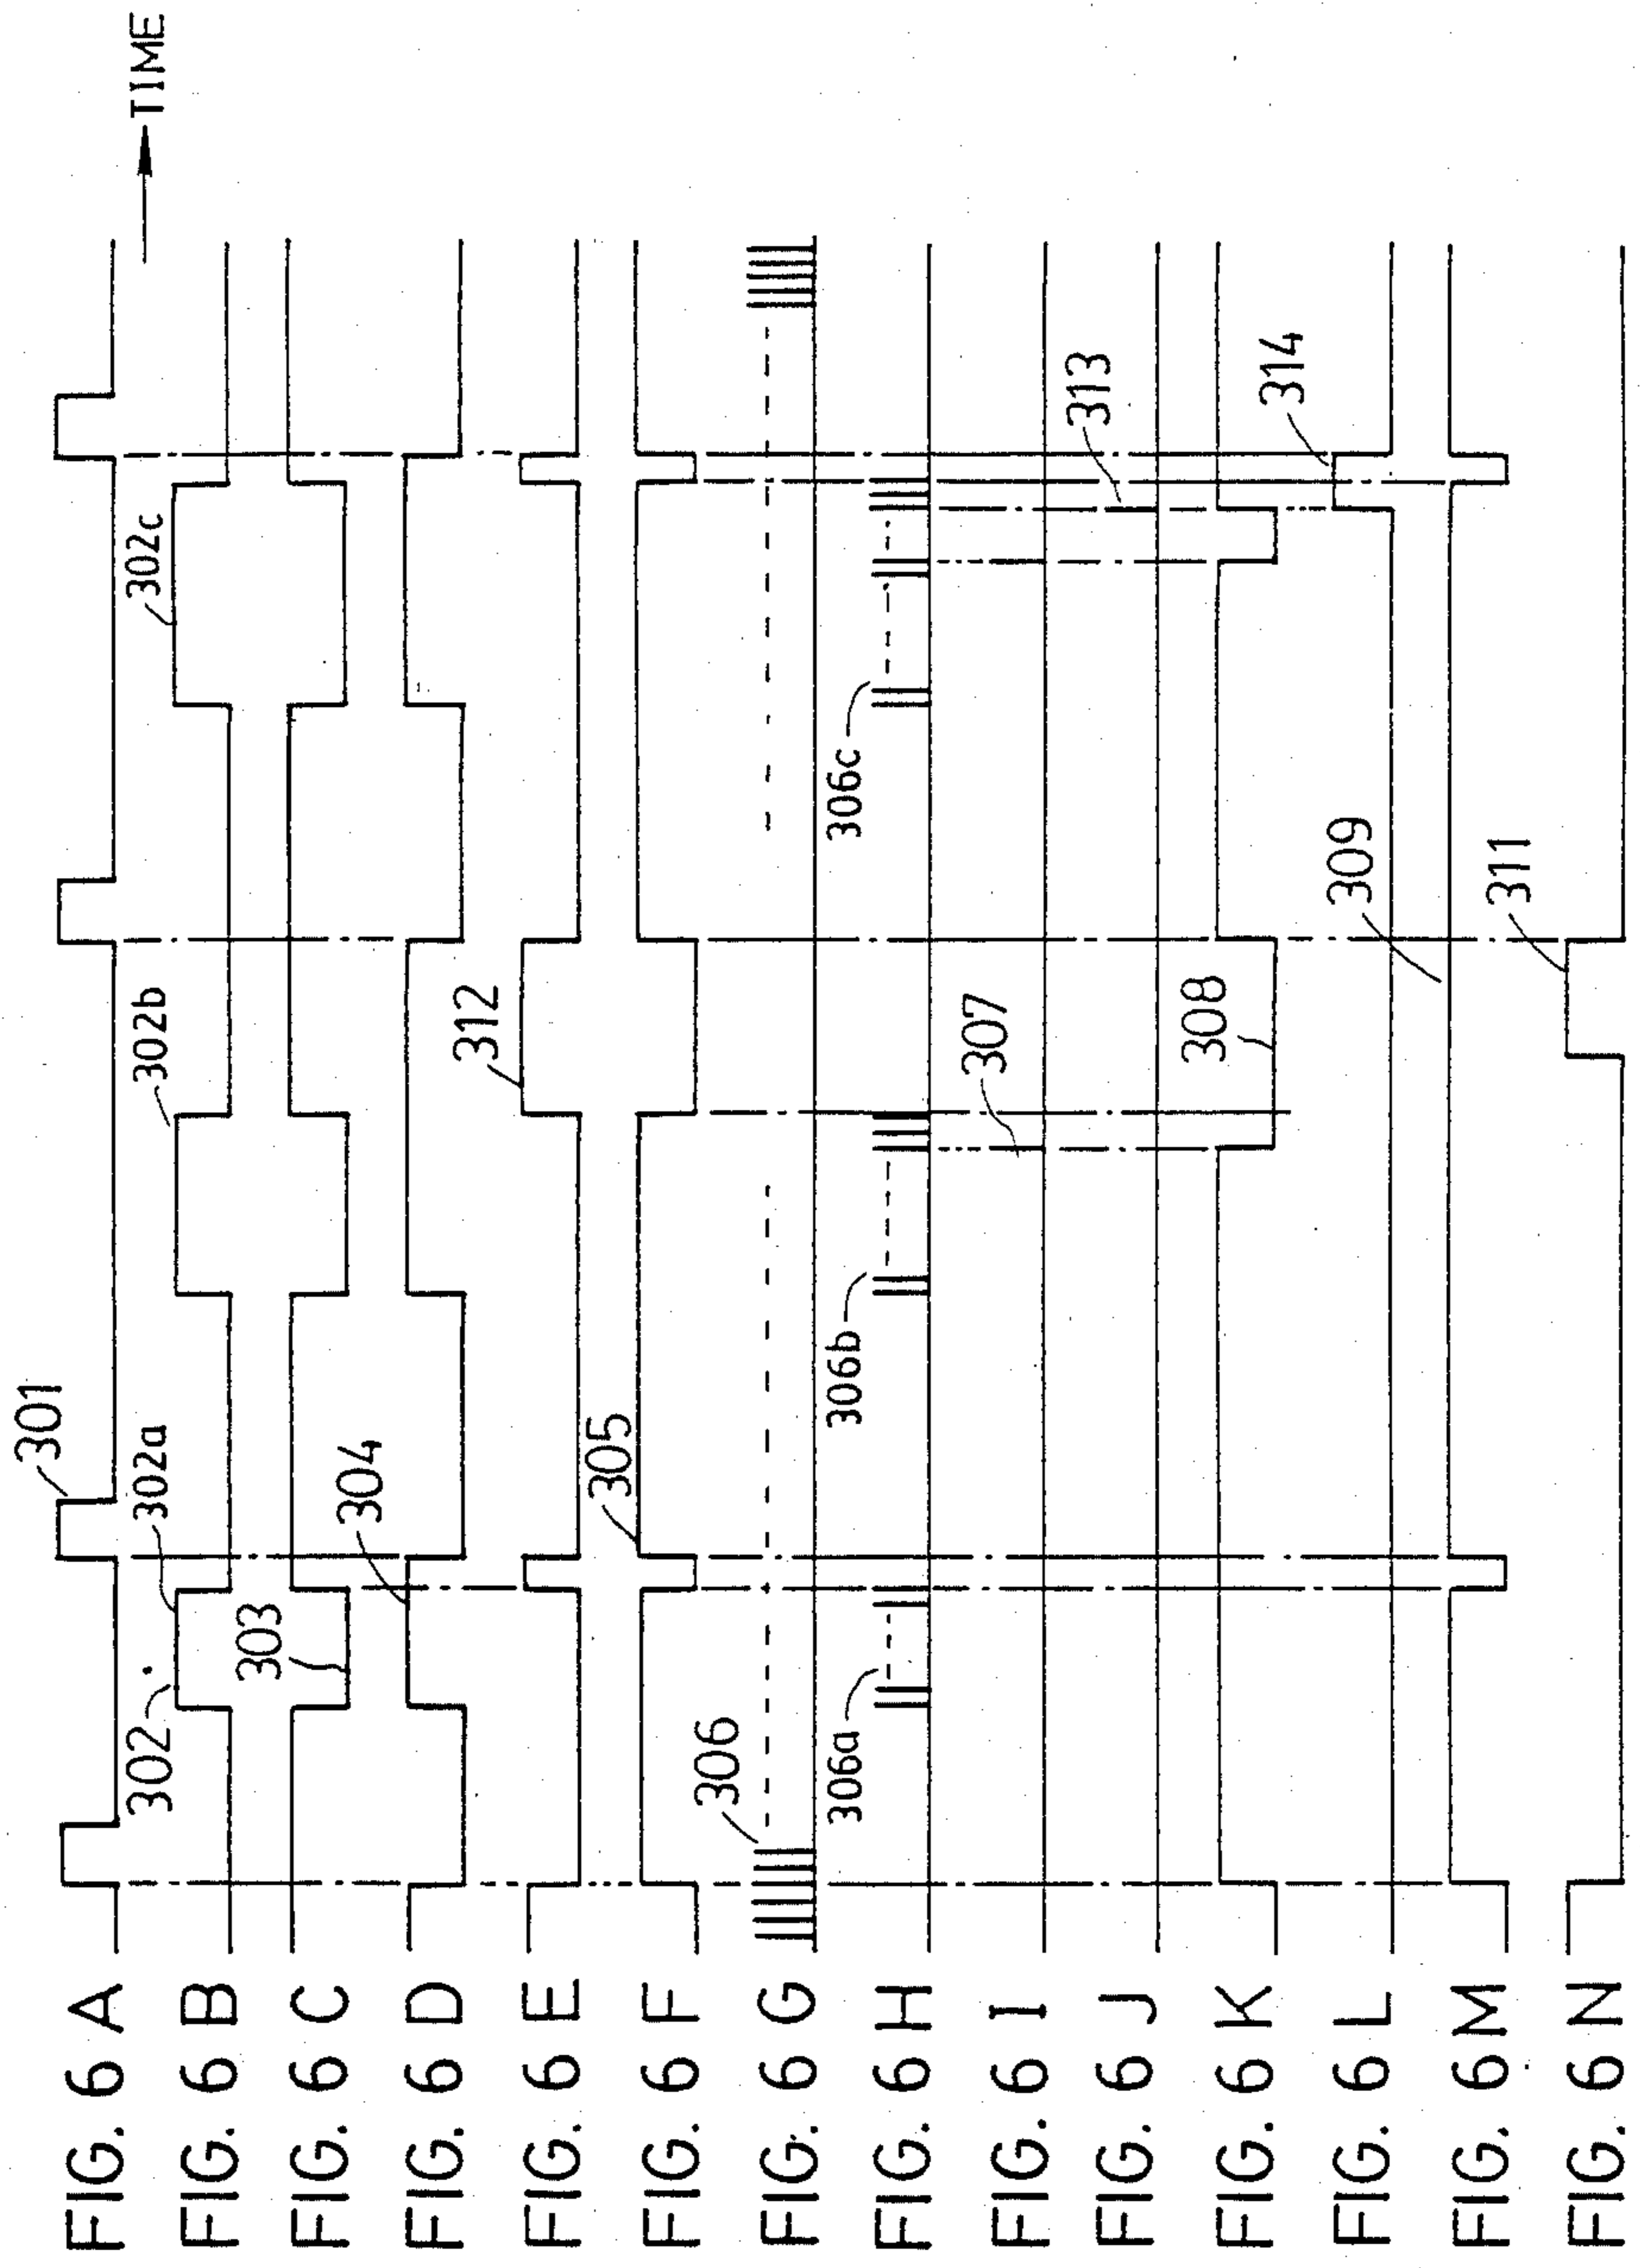 TIME
FIG. 6 A
301
FIG. 6 B
302
302a
302b
302c
FIG. 6 C
303
FIG. 6 D
304
FIG. 6 E
312
FIG. 6 F
305
FIG. 6 G
306
FIG. 6 H
306a
306b
306c
FIG. 6 I
307
FIG. 6 J
313
FIG. 6 K
308
FIG. 6 L
314
FIG. 6 M
309
FIG. 6 N
311